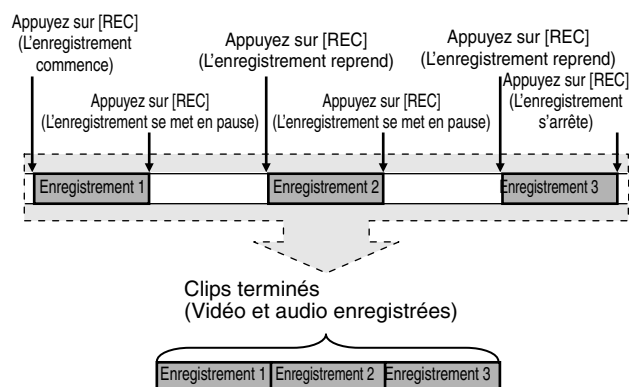 Appuyez sur [REC]
(L'enregistrement
commence)
Appuyez sur [REC]
(L'enregistrement reprend)
Appuyez sur [REC]
(L'enregistrement reprend)
Appuyez sur [REC]
(L'enregistrement se met en pause)
Appuyez sur [REC]
(L'enregistrement se met en pause)
Appuyez sur [REC]
(L'enregistrement
s'arrête)
Enregistrement 1
Enregistrement 2
Enregistrement 3
Clips terminés
(Vidéo et audio enregistrées)
Enregistrement 1
Enregistrement 2
Enregistrement 3